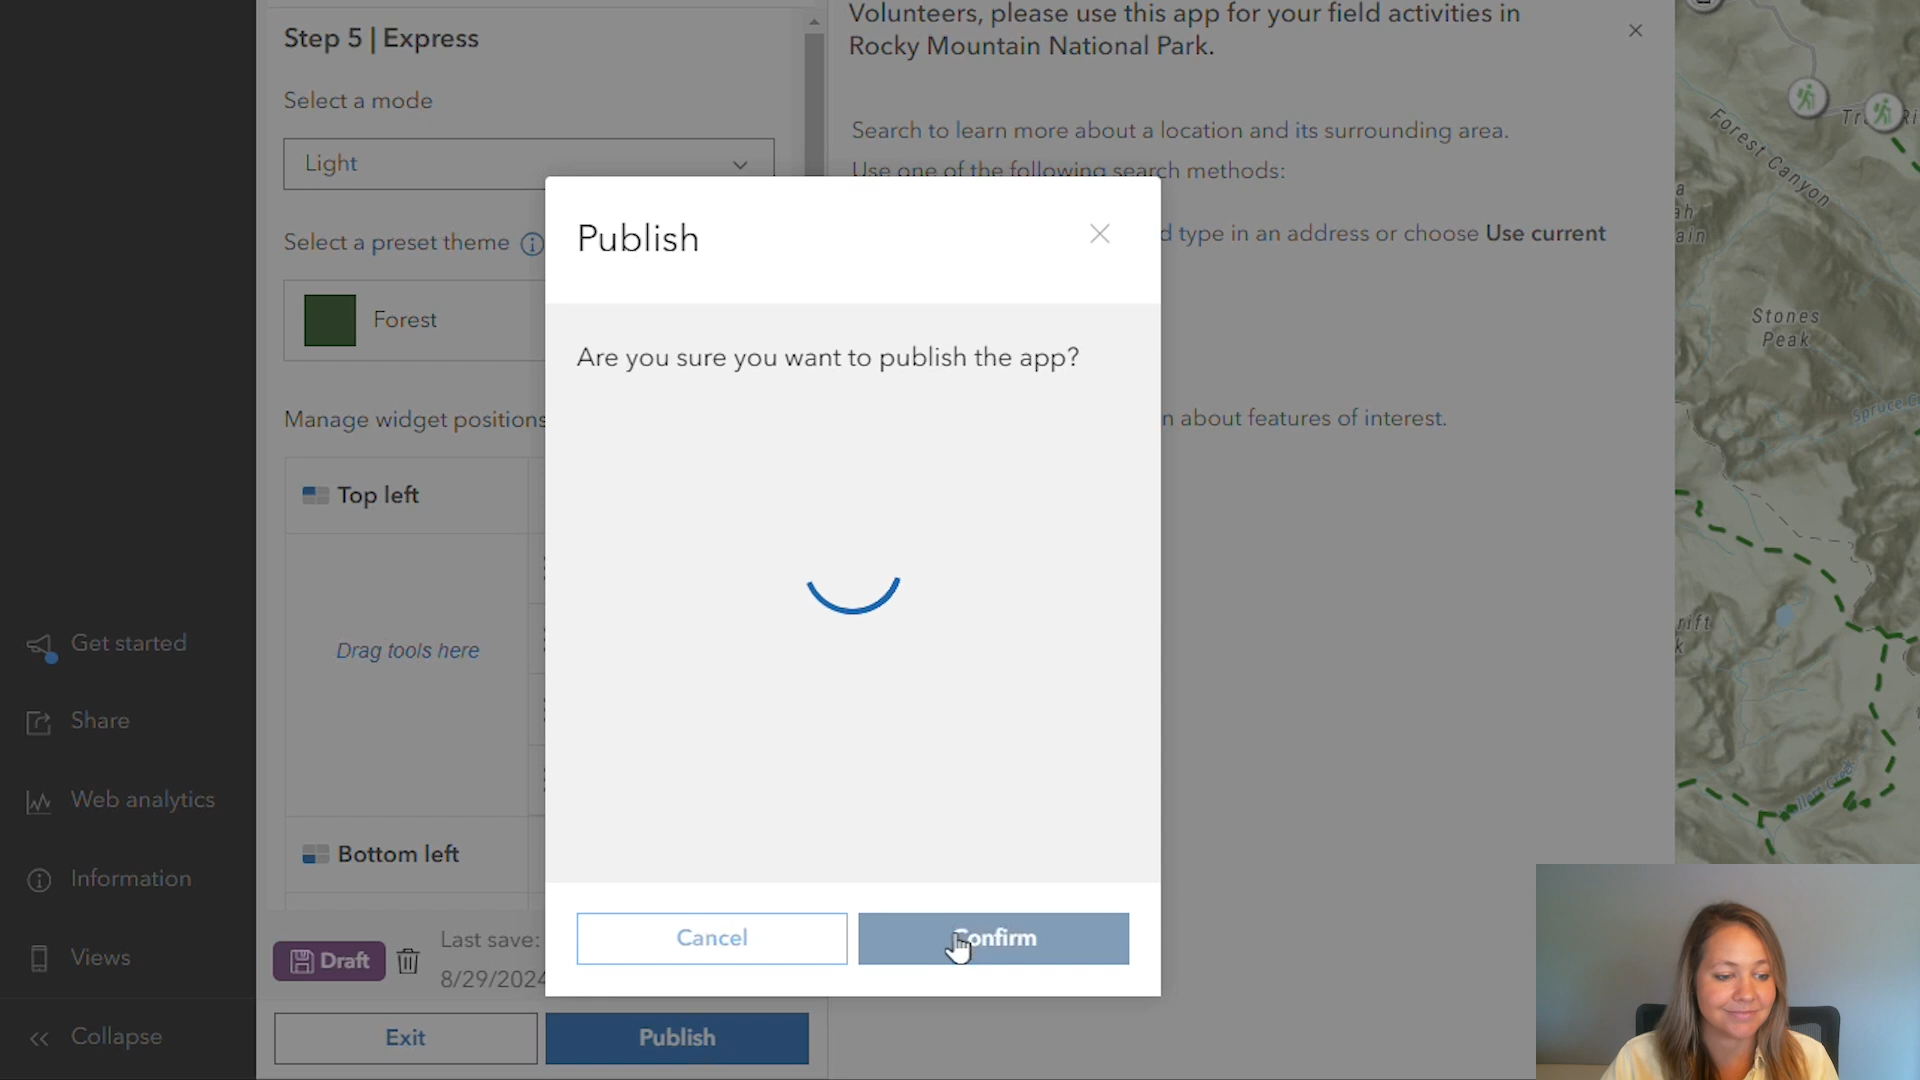 Step 5 | Express
Select a mode
Light
Select a preset theme
Forest
Manage widget positions
Top left
Drag tools here
Bottom left
Draft
Last save:
8/29/2024
Exit
Publish
Get started
Share
Web analytics
Information
Views
Collapse
Volunteers, please use this app for your field activities in
Rocky Mountain National Park.
Search to learn more about a location and its surrounding area.
Use one of the following search methods:
d type in an address or choose Use current
n about features of interest.
Publish
Are you sure you want to publish the app?
Cancel
Confirm
Forest Canyon
Stones
Peak